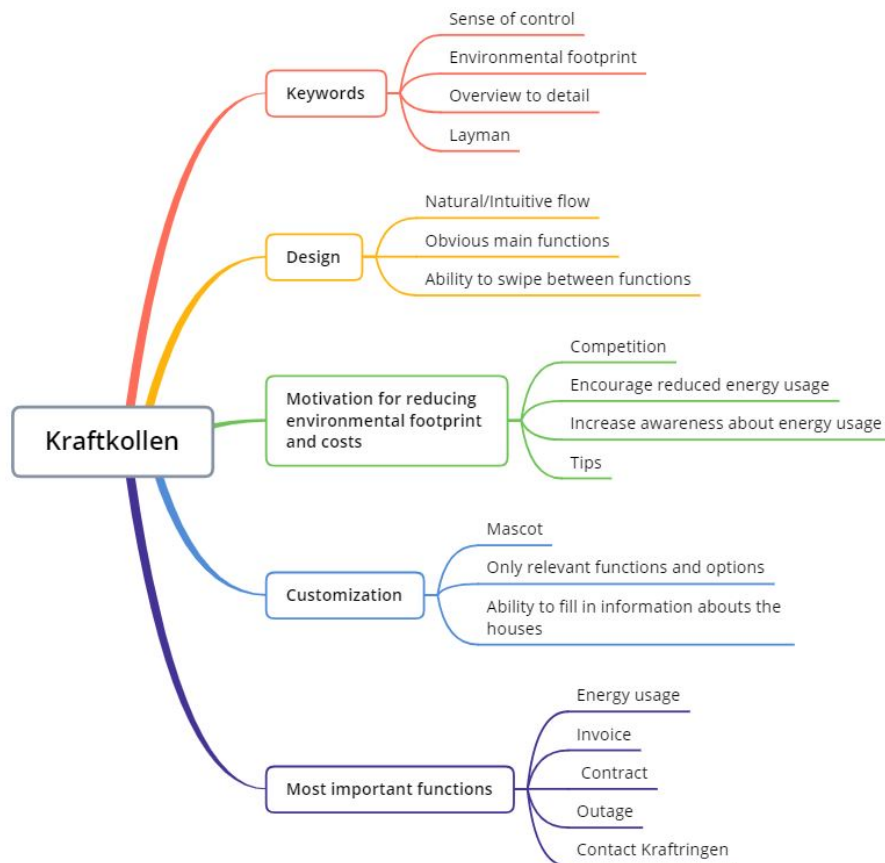 Sense of control
Environmental footprint
Keywords
Overview to detail
Layman
Natural/Intuitive flow
Design
Obvious main functions
Ability to swipe between functions
Kraftkollen
Competition
Motivation for reducing
environmental footprint
and costs
Encourage reduced energy usage
Increase awareness about energy usage
Tips
Mascot
Customization
Only relevant functions and options
Ability to fill in information abouts the
houses
Energy usage
Invoice
Most important functions
Contract
Outage
Contact Kraftringen